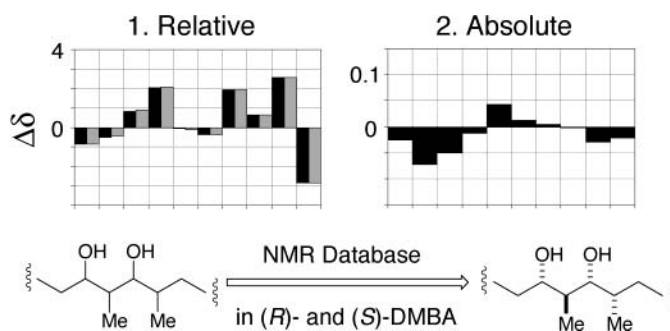 1. Relative
2. Absolute
Δδ
4
0
0.1
0
OH OH
Me Me
NMR Database
in (R)- and (S)-DMBA
OH OH
Me Me